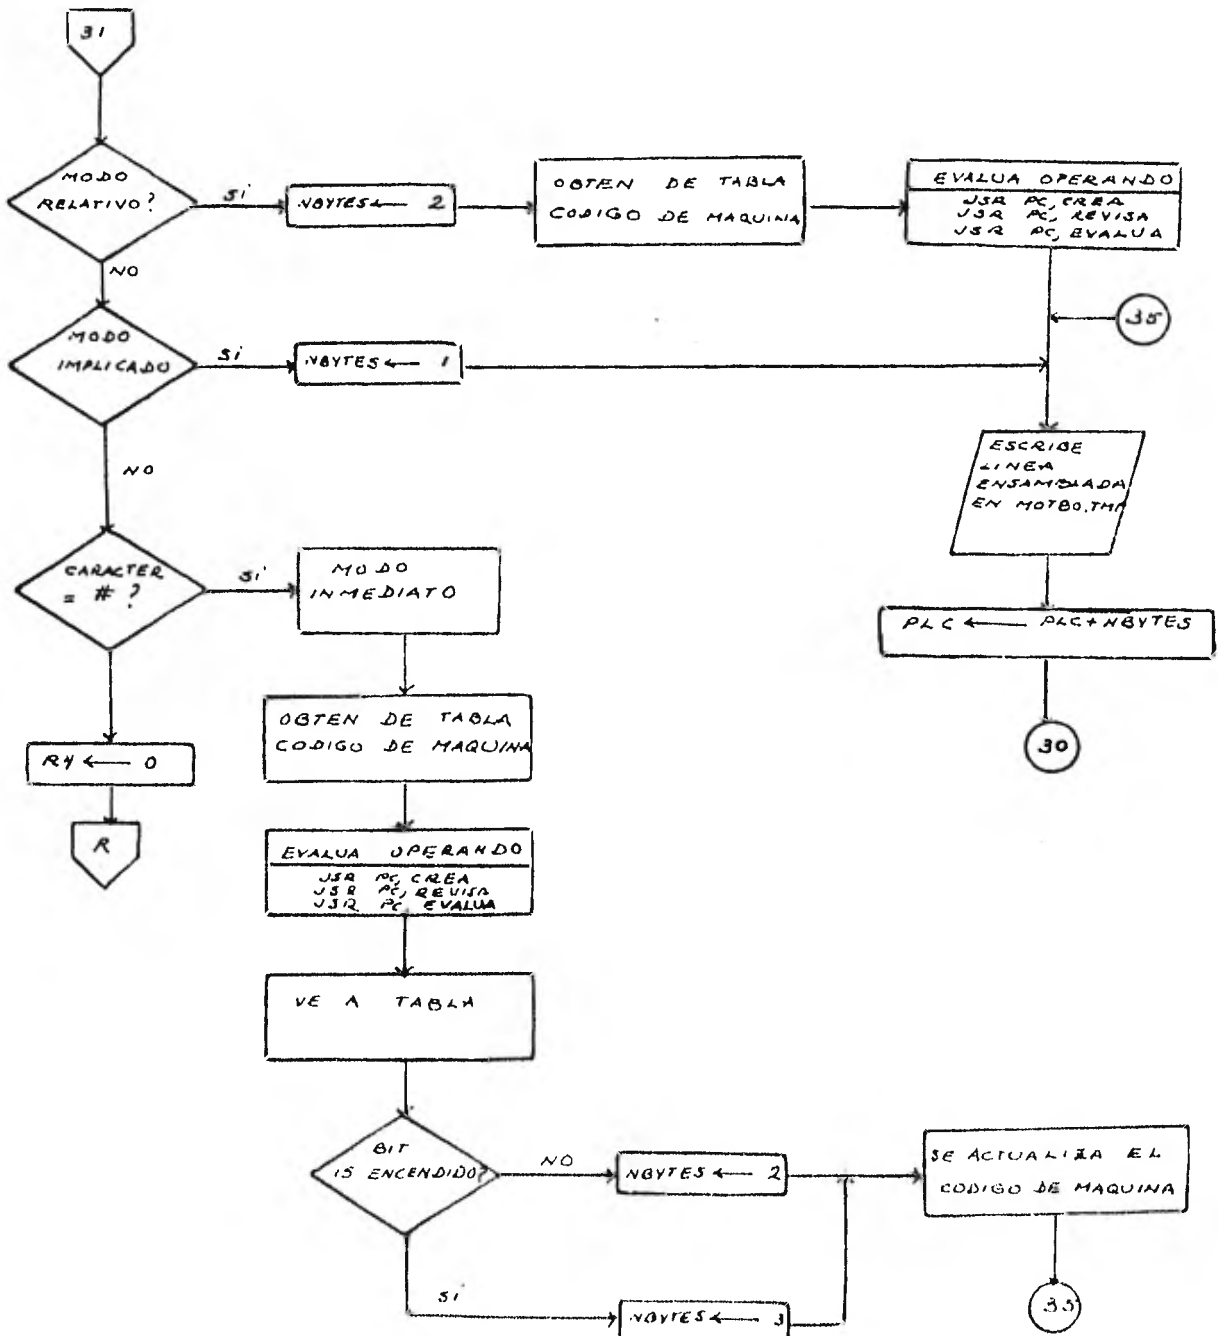 31
MODO
RELATIVO?
SI
NBYTES ← 2
OBTEN DE TABLA
CODIGO DE MAQUINA
EVALUA OPERANDO
JSR PC, CREA
JSR PC, REVISA
JSR PC, EVALUA
NO
35
MODO
IMPLICADO
SI
NBYTES ← 1
NO
ESCRIBE
LINEA
ENSAMBLADA
EN MOTBO.TMP
CARACTER
= # ?
SI
MODO
INMEDIATO
PLC ← PLC+NBYTES
30
OBTEN DE TABLA
CODIGO DE MAQUINA
R4 ← 0
R
EVALUA OPERANDO
JSR PC, CREA
JSR PC, REVISA
JSR PC, EVALUA
VE A TABLA
BIT
15 ENCENDIDO?
NO
NBYTES ← 2
SE ACTUALIZA EL
CODIGO DE MAQUINA
SI
NBYTES ← 3
35